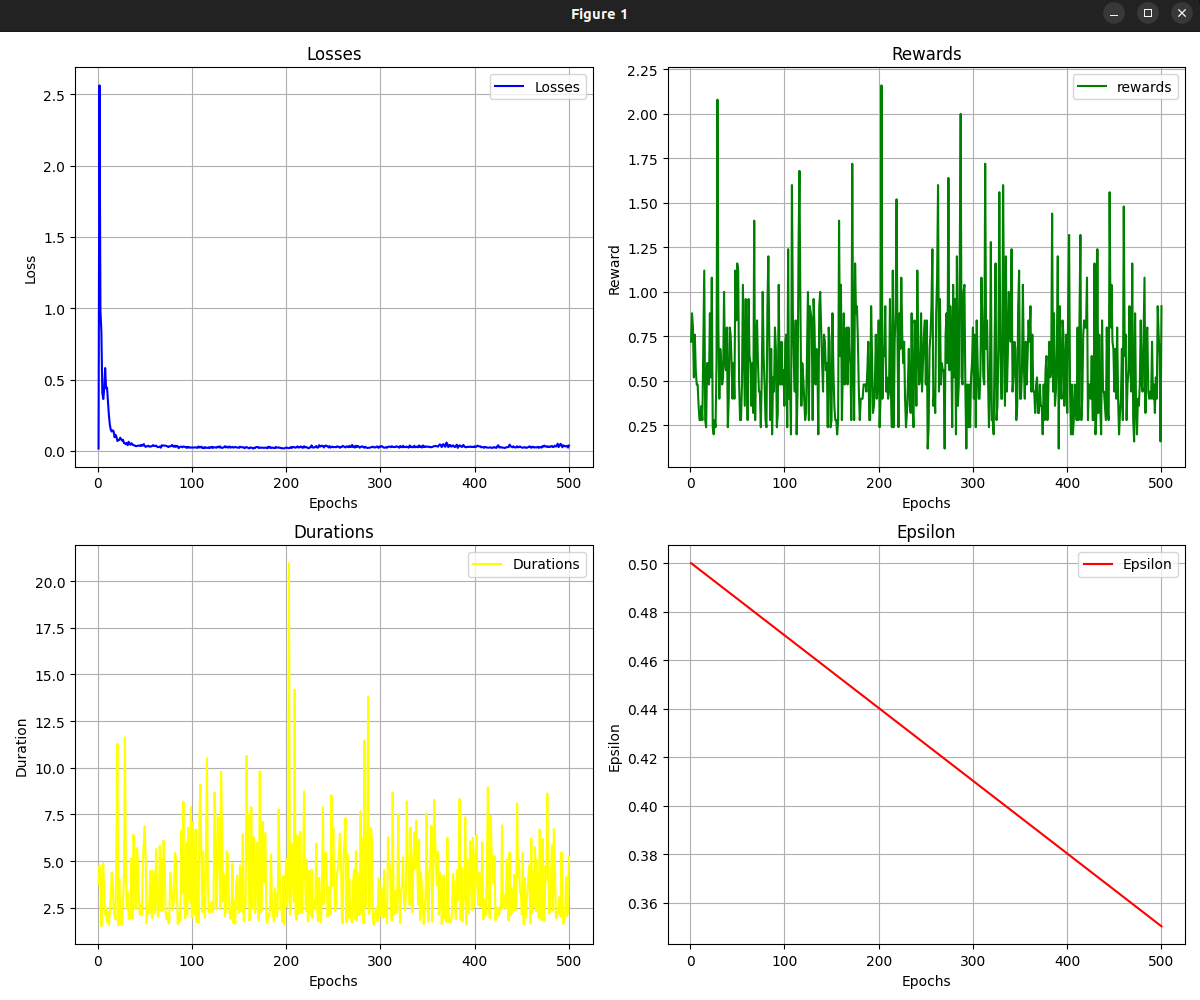 Figure 1
Losses
Losses
2.5
2.0
1.5
1.0
0.5
0.0
Loss
0 100 200 300 400 500
Epochs
Rewards
rewards
2.25
2.00
1.75
1.50
1.25
1.00
0.75
0.50
0.25
Reward
0 100 200 300 400 500
Epochs
Durations
Durations
20.0
17.5
15.0
12.5
10.0
7.5
5.0
2.5
Duration
0 100 200 300 400 500
Epochs
Epsilon
Epsilon
0.50
0.48
0.46
0.44
0.42
0.40
0.38
0.36
Epsilon
0 100 200 300 400 500
Epochs